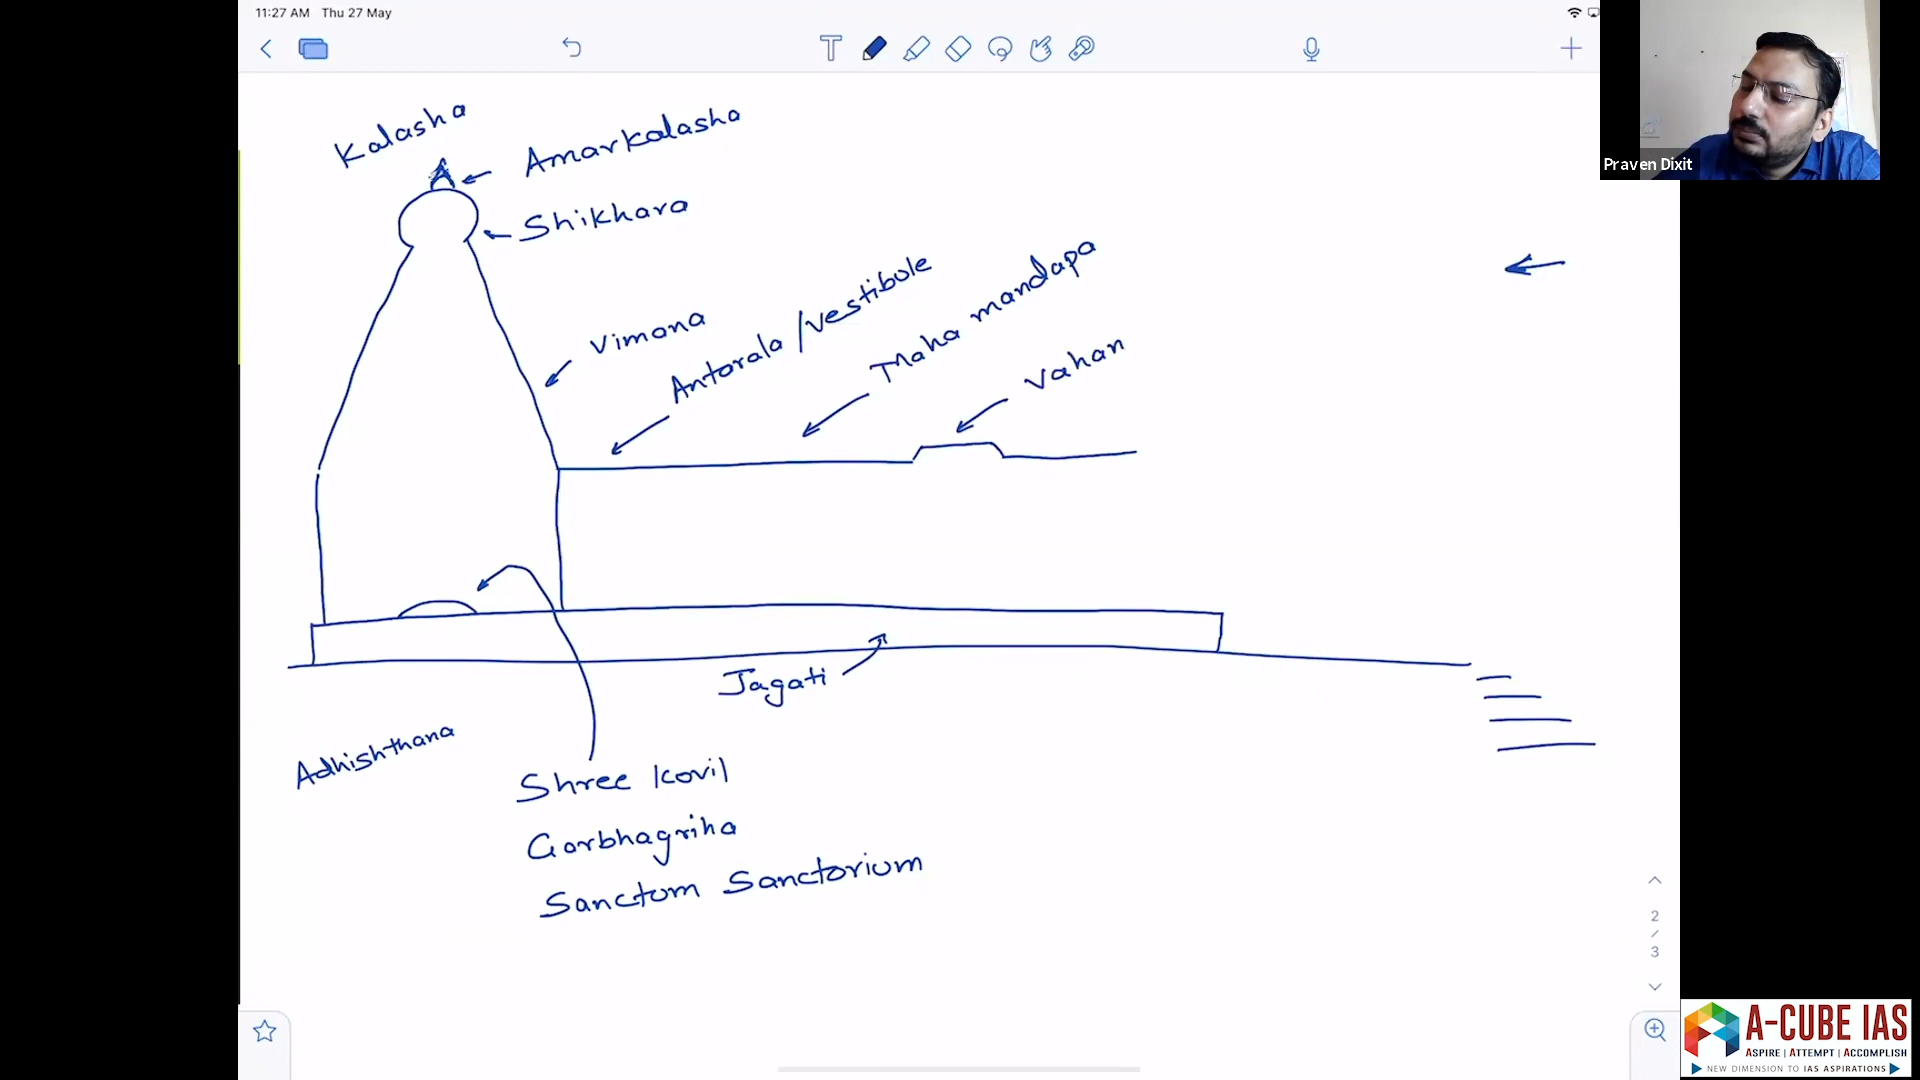 11:27 AM Thu 27 May
Praven Dixit
Kalasha
Amarkalasha
Shikhara
Vimana
Antarala / vestibule
Maha mandapa
Vahan
Jagati
Adhishthana
Shree Kovil
Garbhagriha
Sanctum Sanctorium
2
/
3
A-CUBE IAS
ASPIRE | ATTEMPT | ACCOMPLISH
NEW DIMENSION TO IAS ASPIRATIONS